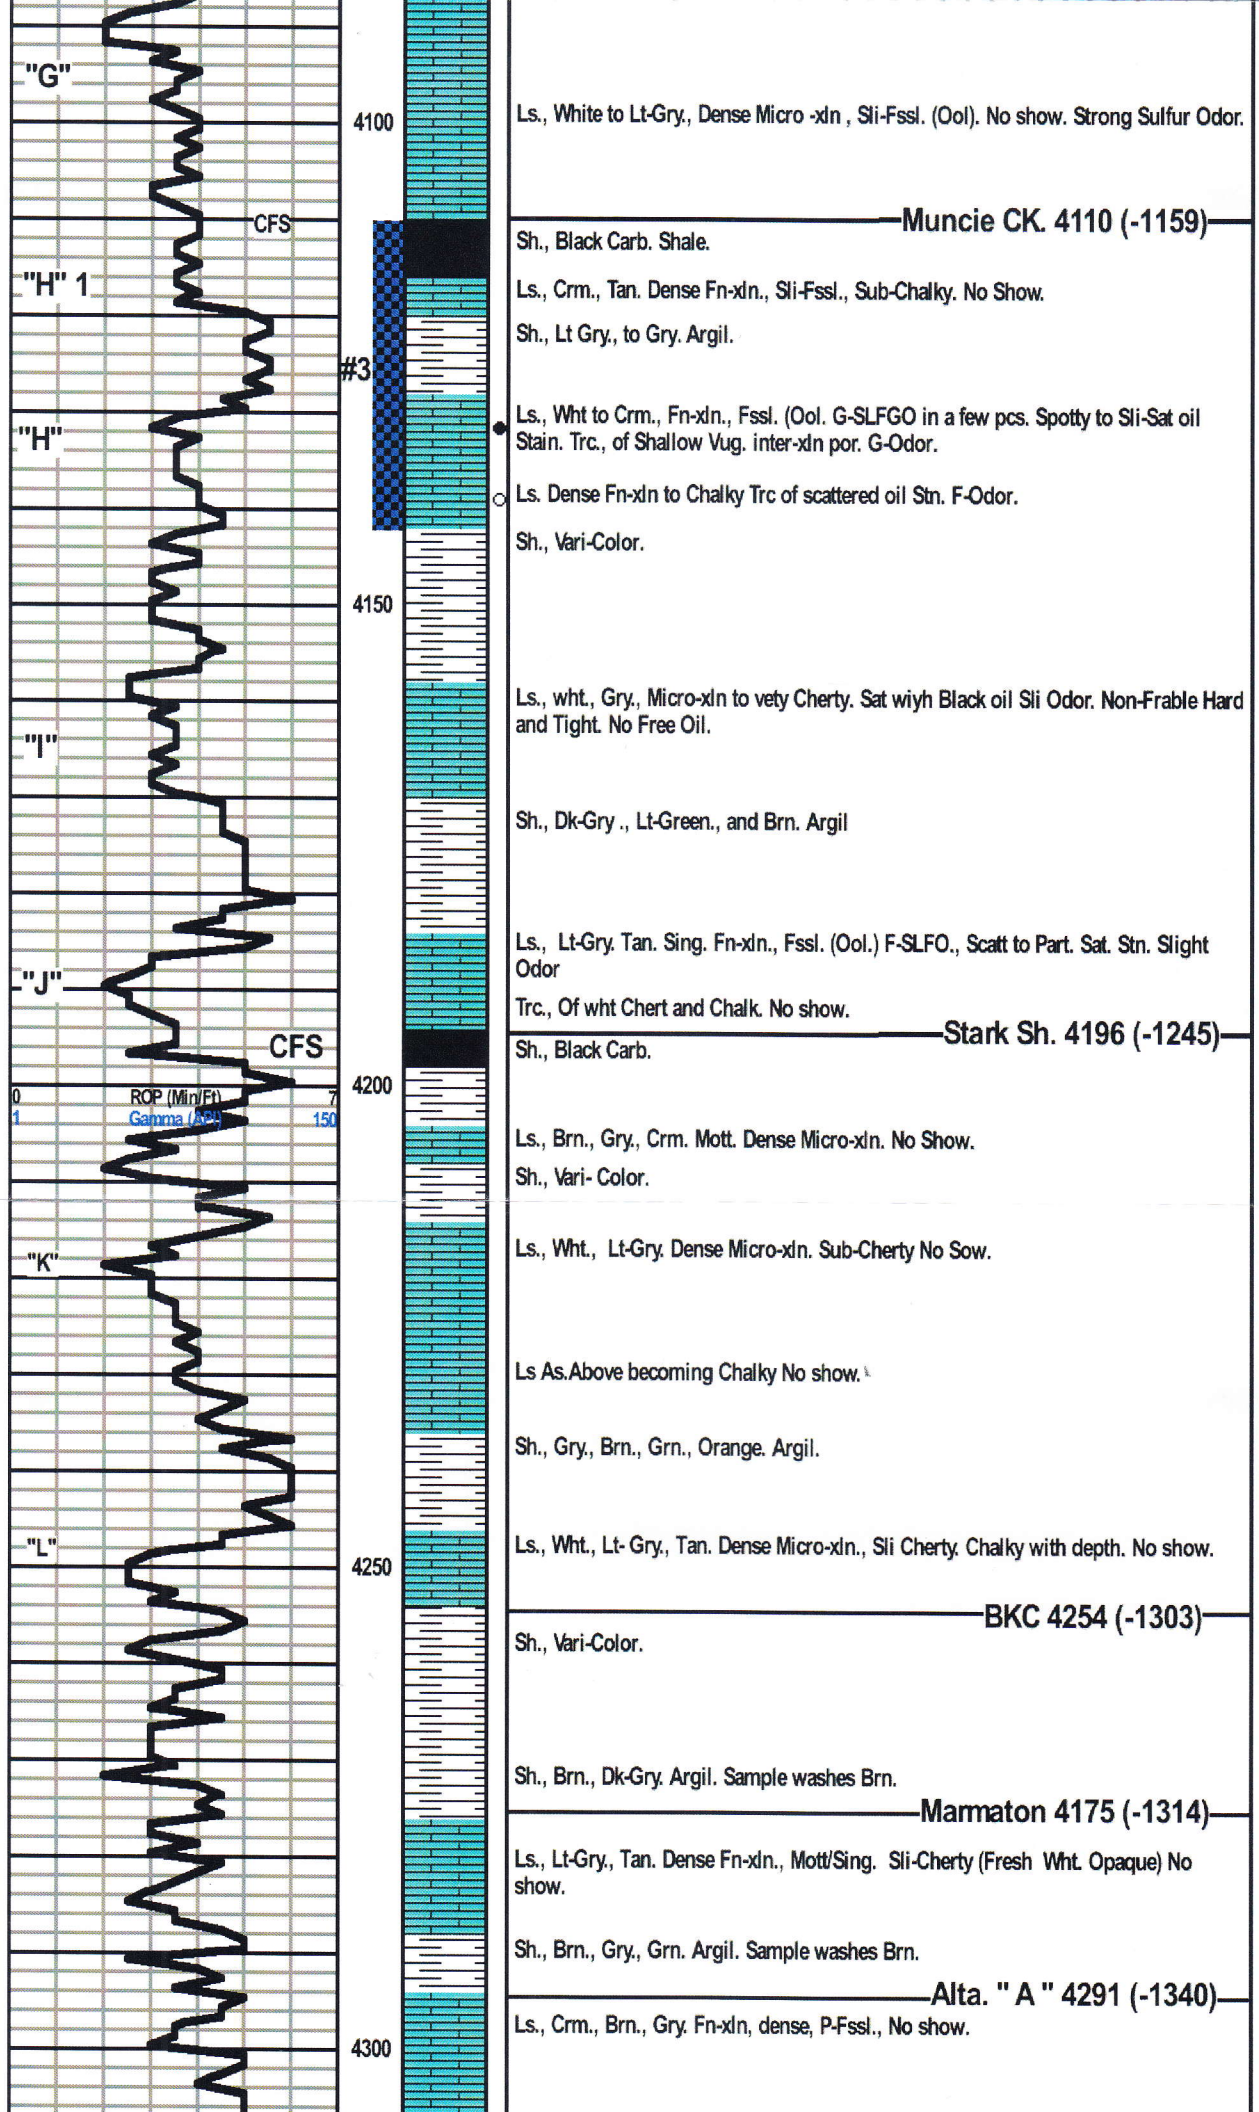 "G"
4100
Ls., White to Lt-Gry., Dense Micro -xln , Sli-Fssl. (Ool). No show. Strong Sulfur Odor.
CFS
Muncie CK. 4110 (-1159)
Sh., Black Carb. Shale.
"H" 1
Ls., Crm., Tan. Dense Fn-xln., Sli-Fssl., Sub-Chalky. No Show.
Sh., Lt Gry., to Gry. Argil.
#3
"H"
Ls., Wht to Crm., Fn-xln., Fssl. (Ool. G-SLFGO in a few pcs. Spotty to Sli-Sat oil
Stain. Trc., of Shallow Vug. inter-xln por. G-Odor.
Ls. Dense Fn-xln to Chalky Trc of scattered oil Stn. F-Odor.
Sh., Vari-Color.
4150
Ls., wht., Gry., Micro-xln to vety Cherty. Sat wiyh Black oil Sli Odor. Non-Frable Hard
and Tight. No Free Oil.
"I"
Sh., Dk-Gry ., Lt-Green., and Brn. Argil
Ls., Lt-Gry. Tan. Sing. Fn-xln., Fssl. (Ool.) F-SLFO., Scatt to Part. Sat. Stn. Slight
Odor
"J"
Trc., Of wht Chert and Chalk. No show.
CFS
Stark Sh. 4196 (-1245)
Sh., Black Carb.
4200
0 ROP (Min/Ft) 7
1 Gamma (API) 150
Ls., Brn., Gry., Crm. Mott. Dense Micro-xln. No Show.
Sh., Vari- Color.
"K"
Ls., Wht., Lt-Gry. Dense Micro-xln. Sub-Cherty No Sow.
Ls As.Above becoming Chalky No show.
Sh., Gry., Brn., Grn., Orange. Argil.
"L"
Ls., Wht., Lt- Gry., Tan. Dense Micro-xln., Sli Cherty. Chalky with depth. No show.
4250
BKC 4254 (-1303)
Sh., Vari-Color.
Sh., Brn., Dk-Gry. Argil. Sample washes Brn.
Marmaton 4175 (-1314)
Ls., Lt-Gry., Tan. Dense Fn-xln., Mott/Sing. Sli-Cherty (Fresh Wht. Opaque) No
show.
Sh., Brn., Gry., Grn. Argil. Sample washes Brn.
Alta. " A " 4291 (-1340)
Ls., Crm., Brn., Gry. Fn-xln, dense, P-Fssl., No show.
4300